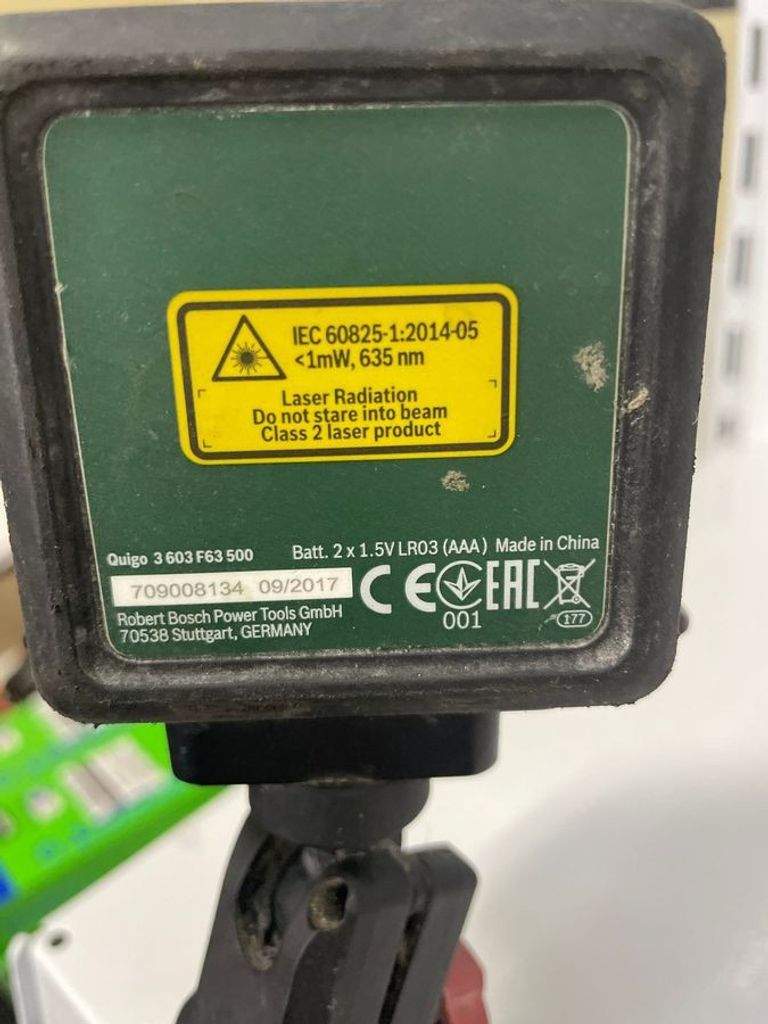 IEC 60825-1:2014-05
<1mW, 635 nm
Laser Radiation
Do not stare into beam
Class 2 laser product
Quigo 3 603 F63 500 Batt. 2 x 1.5V LR03 (AAA) Made in China
709008134 09/2017 CE EAC
001 177
Robert Bosch Power Tools GmbH
70538 Stuttgart, GERMANY